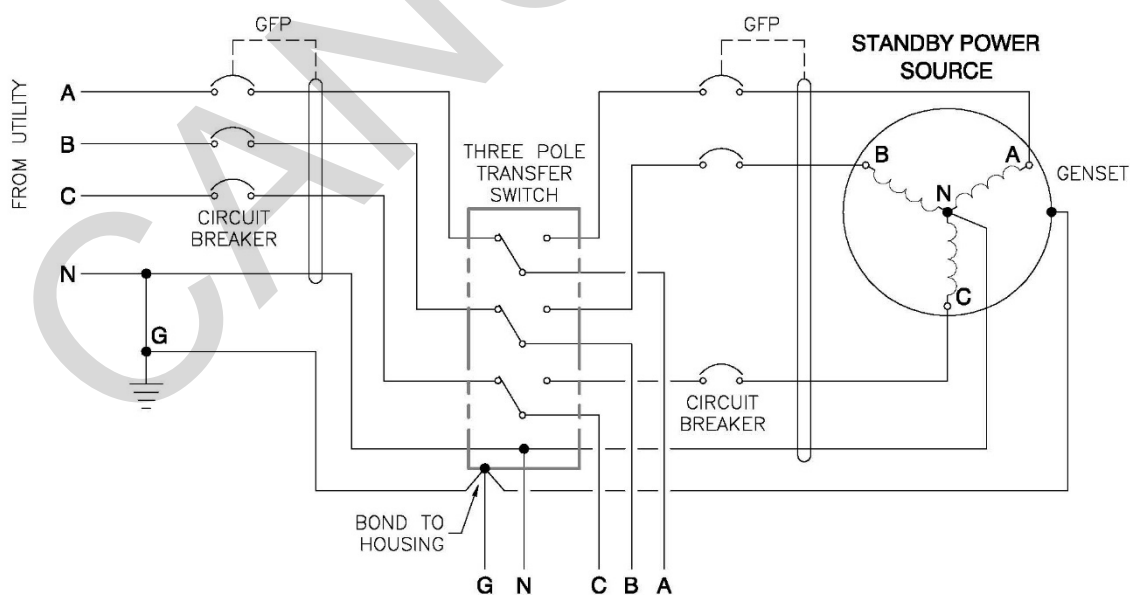 GFP
GFP
STANDBY POWER
SOURCE
FROM UTILITY
A
B
C
N
G
CIRCUIT
BREAKER
THREE POLE
TRANSFER
SWITCH
B
A
N
C
GENSET
CIRCUIT
BREAKER
BOND TO
HOUSING
G N C B A